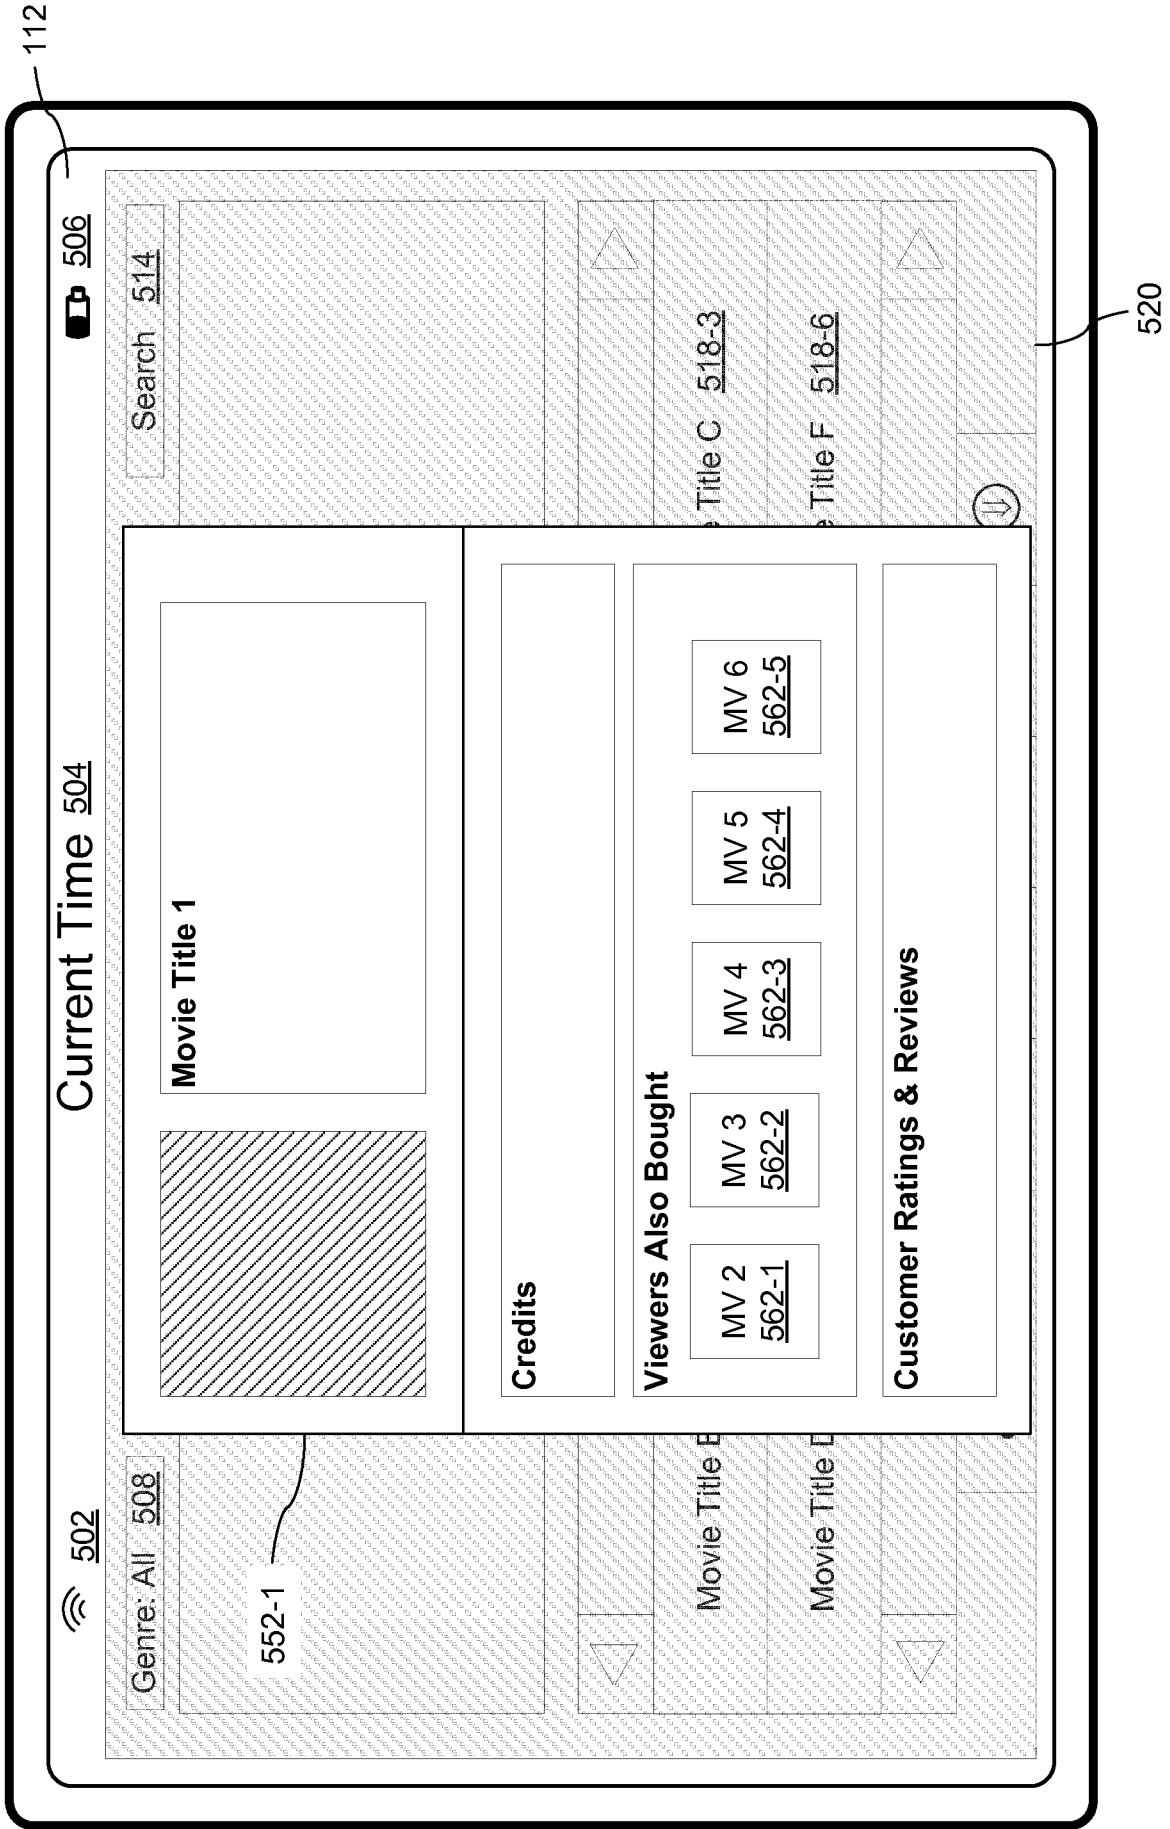 112
502
Current Time 504
506
Genre: All 508
Search 514
552-1
Movie Title 1
Credits
Viewers Also Bought
MV 2
562-1
MV 3
562-2
MV 4
562-3
MV 5
562-4
MV 6
562-5
Customer Ratings & Reviews
Movie Title
Title C 518-3
Movie Title
Title F 518-6
520